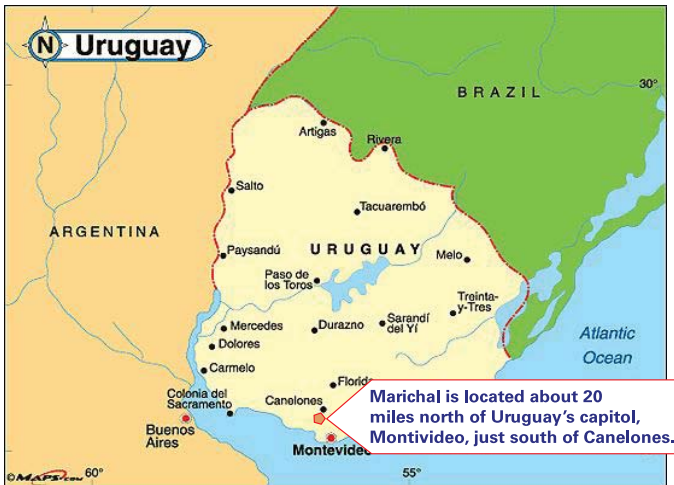 N Uruguay
BRAZIL
30°
Artigas
Rivera
Salto
Tacuarembó
ARGENTINA
URUGUAY
Paysandú
Melo
Paso de
los Toros
Treinta-
y-Tres
Mercedes
Durazno
Sarandí
del Yí
Dolores
Atlantic
Ocean
Carmelo
Florida
Colonia del
Sacramento
Canelones
Marichal is located about 20
miles north of Uruguay's capitol,
Montivideo, just south of Canelones.
Buenos
Aires
Montevideo
©MAPS.COM
60°
55°